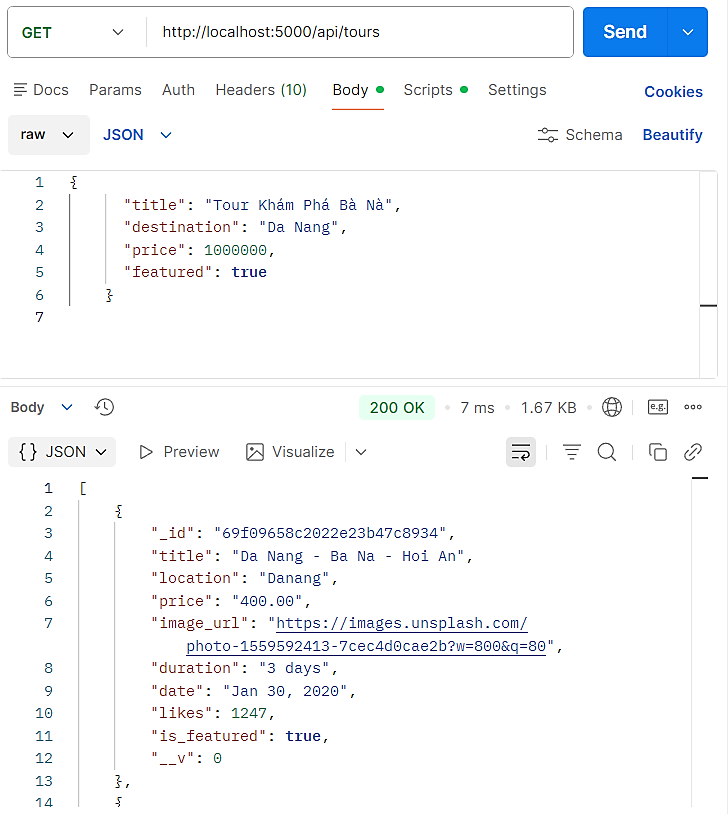 GET http://localhost:5000/api/tours Send
Docs Params Auth Headers (10) Body Scripts Settings Cookies
raw JSON Schema Beautify
1 {
2 "title": "Tour Khám Phá Bà Nà",
3 "destination": "Da Nang",
4 "price": 1000000,
5 "featured": true
6 }
7
Body 200 OK • 7 ms • 1.67 KB • e.g. •••
{} JSON Preview Visualize
1 [
2 {
3 "_id": "69f09658c2022e23b47c8934",
4 "title": "Da Nang - Ba Na - Hoi An",
5 "location": "Danang",
6 "price": "400.00",
7 "image_url": "https://images.unsplash.com/
photo-1559592413-7cec4d0cae2b?w=800&q=80",
8 "duration": "3 days",
9 "date": "Jan 30, 2020",
10 "likes": 1247,
11 "is_featured": true,
12 "__v": 0
13 },
14 {